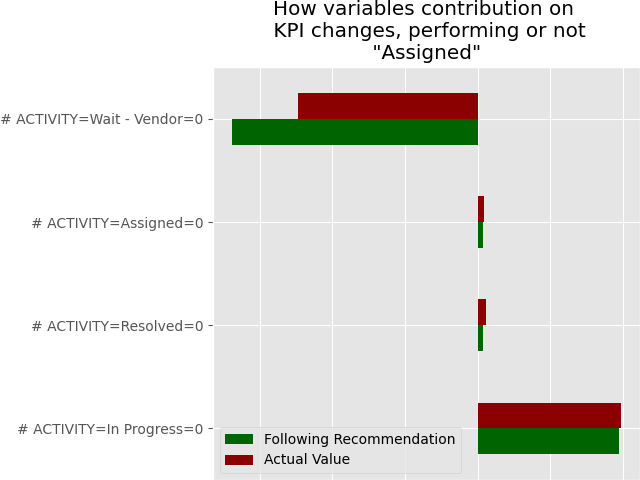 How variables contribution on
KPI changes, performing or not
"Assigned"
# ACTIVITY=Wait - Vendor=0
# ACTIVITY=Assigned=0
# ACTIVITY=Resolved=0
# ACTIVITY=In Progress=0
Following Recommendation
Actual Value